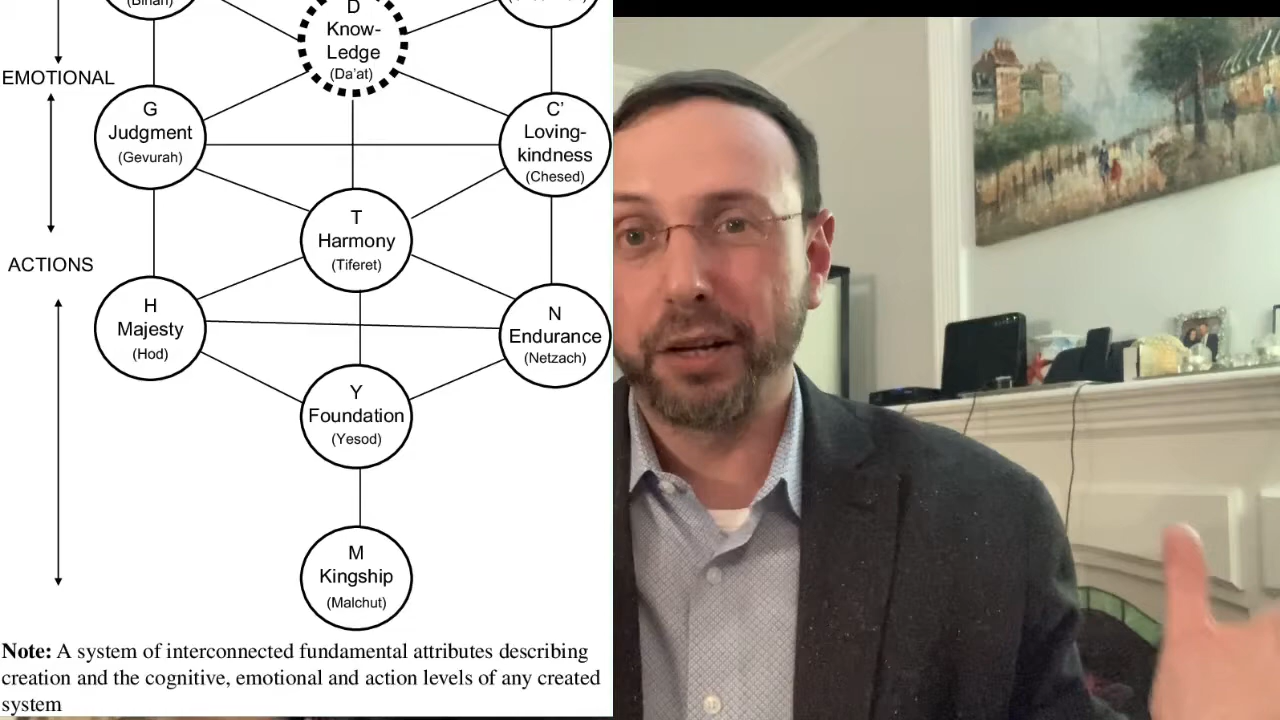 (Binah)
D
Know-
Ledge
(Da'at)
EMOTIONAL
G
Judgment
(Gevurah)
C'
Loving-
kindness
(Chesed)
T
Harmony
(Tiferet)
ACTIONS
H
Majesty
(Hod)
N
Endurance
(Netzach)
Y
Foundation
(Yesod)
M
Kingship
(Malchut)
Note: A system of interconnected fundamental attributes describing
creation and the cognitive, emotional and action levels of any created
system